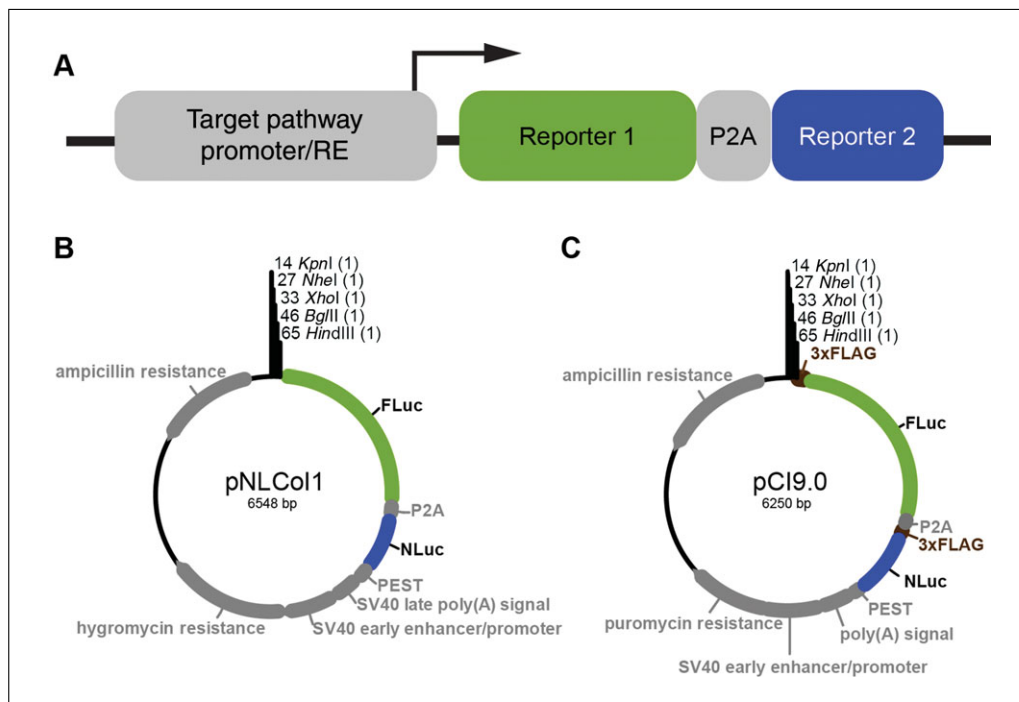 A
Target pathway
promoter/RE
Reporter 1
P2A
Reporter 2
B
14 KpnI (1)
27 NheI (1)
33 XhoI (1)
46 BglII (1)
65 HindIII (1)
ampicillin resistance
FLuc
pNLCol1
6548 bp
P2A
NLuc
PEST
SV40 late poly(A) signal
SV40 early enhancer/promoter
hygromycin resistance
C
14 KpnI (1)
27 NheI (1)
33 XhoI (1)
46 BglII (1)
65 HindIII (1)
3xFLAG
ampicillin resistance
FLuc
pCI9.0
6250 bp
P2A
3xFLAG
NLuc
PEST
poly(A) signal
puromycin resistance
SV40 early enhancer/promoter